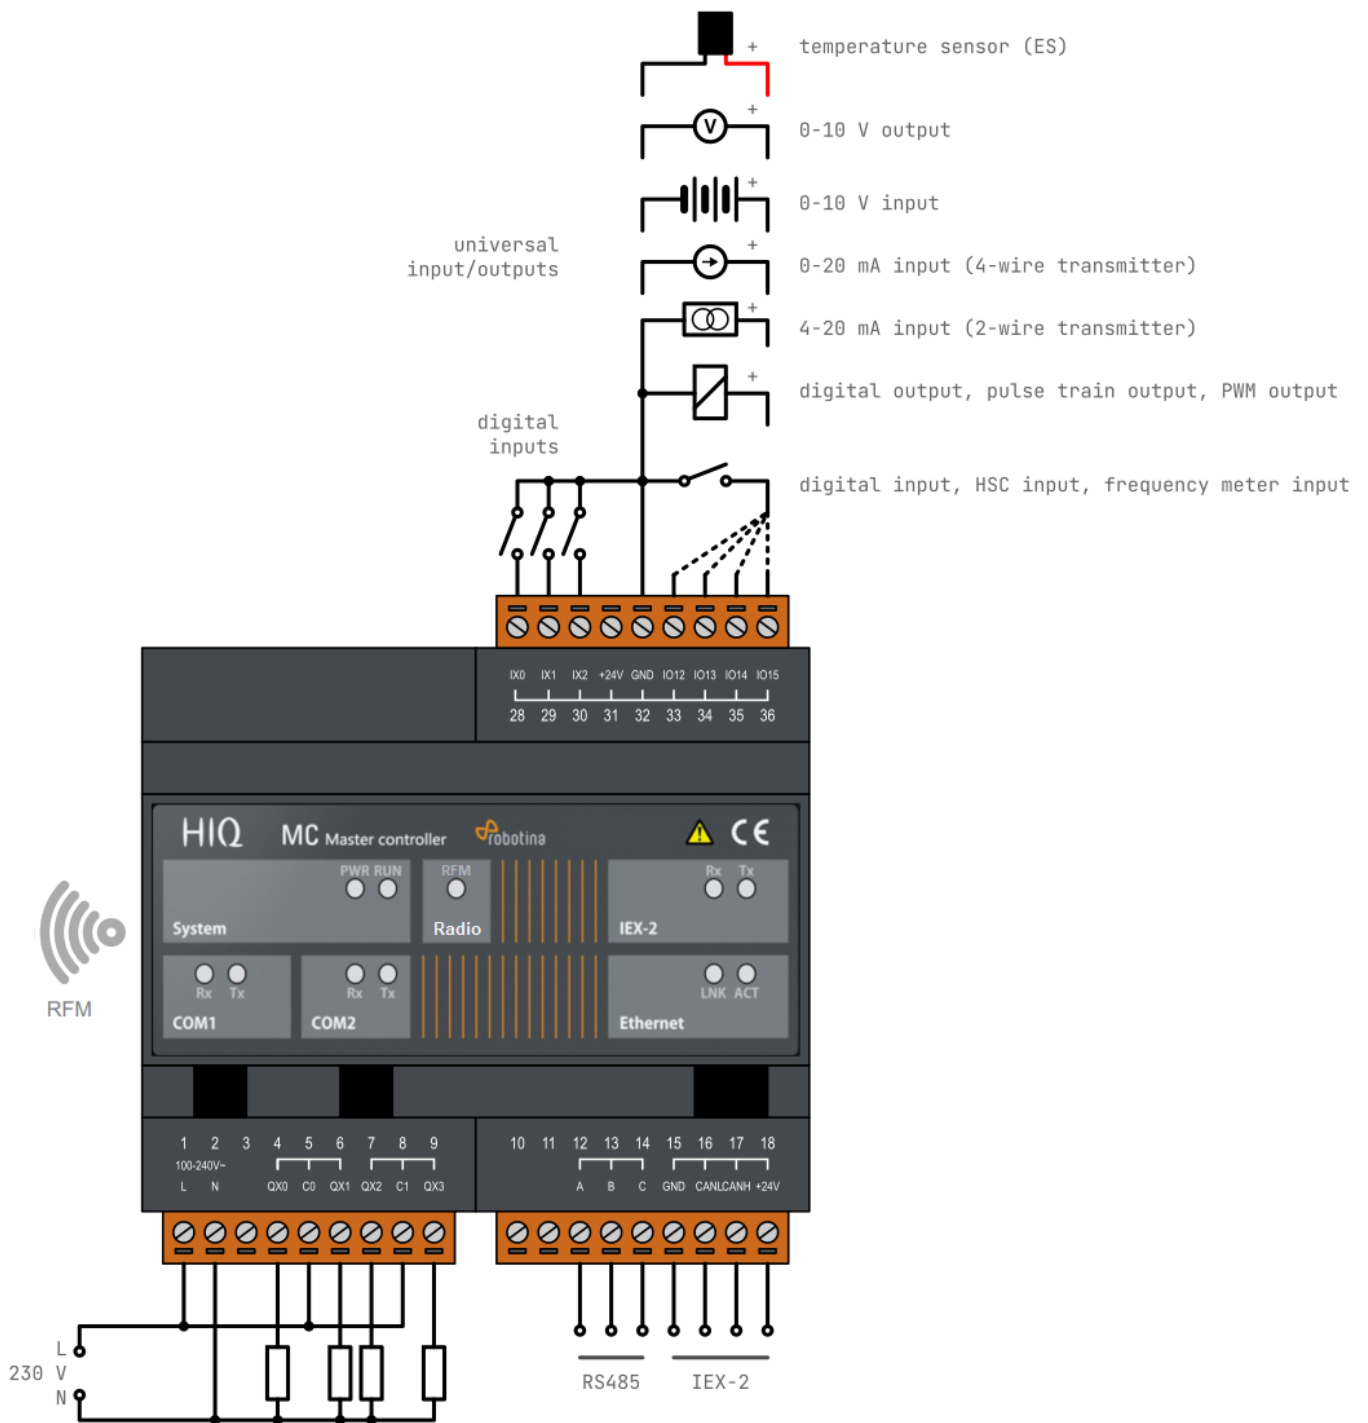 + temperature sensor (ES)
+
V 0-10 V output
+
0-10 V input
universal
input/outputs
+
0-20 mA input (4-wire transmitter)
+
4-20 mA input (2-wire transmitter)
+
digital output, pulse train output, PWM output
digital
inputs
digital input, HSC input, frequency meter input
IX0 IX1 IX2 +24V GND IO12 IO13 IO14 IO15
28 29 30 31 32 33 34 35 36
HIQ MC Master controller robotina CE
PWR RUN RFM Rx Tx
System Radio IEX-2
RFM
Rx Tx Rx Tx LNK ACT
COM1 COM2 Ethernet
1 2 3 4 5 6 7 8 9 10 11 12 13 14 15 16 17 18
100-240V~
L N QX0 C0 QX1 QX2 C1 QX3 A B C GND CANL CANH +24V
L
230 V
N
RS485 IEX-2